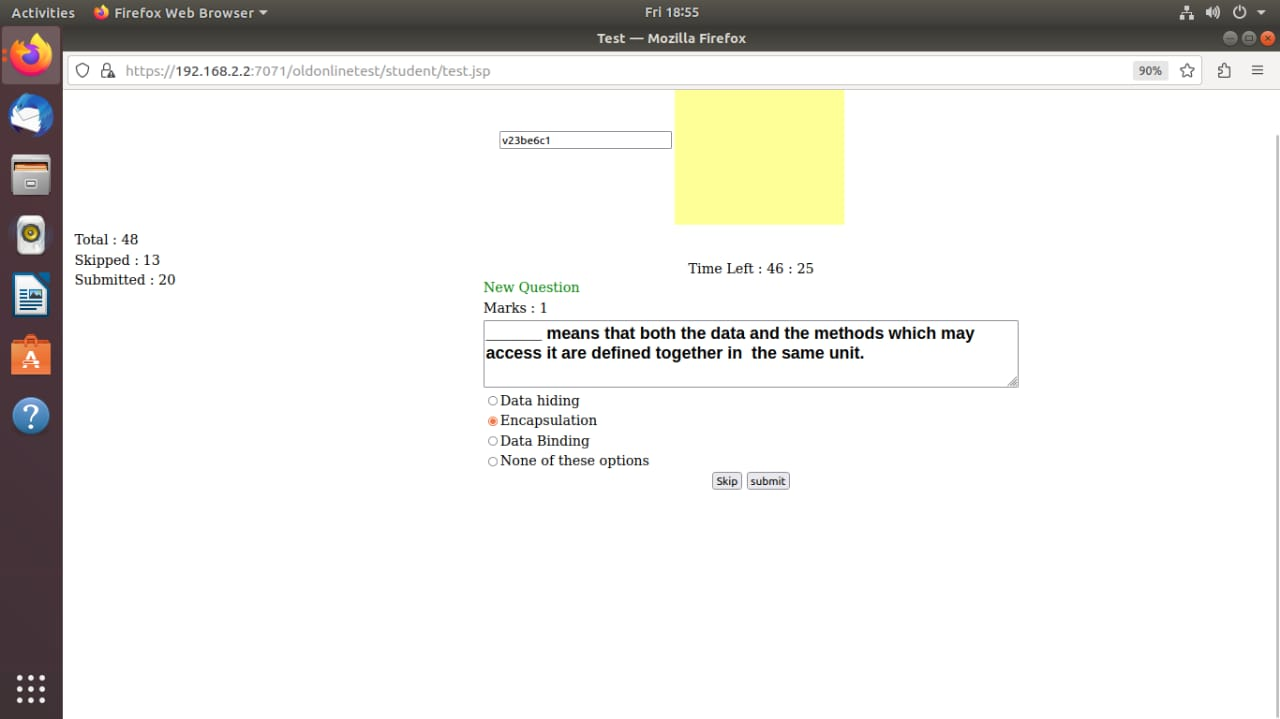 Activities
Firefox Web Browser
Fri 18:55
Test — Mozilla Firefox
https://192.168.2.2:7071/oldonlinetest/student/test.jsp
90%
v23be6c1
Total : 48
Skipped : 13
Submitted : 20
Time Left : 46 : 25
New Question
Marks : 1
______ means that both the data and the methods which may
access it are defined together in  the same unit.
Data hiding
Encapsulation
Data Binding
None of these options
Skip submit